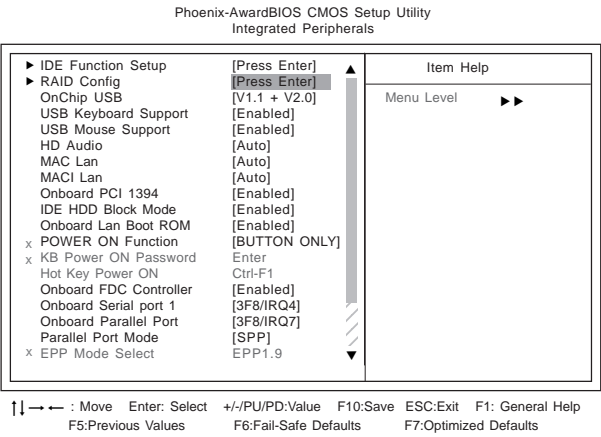 Phoenix-AwardBIOS CMOS Setup Utility
Integrated Peripherals
▶ IDE Function Setup [Press Enter] ▲ Item Help
▶ RAID Config [Press Enter]
OnChip USB [V1.1 + V2.0] Menu Level ▶▶
USB Keyboard Support [Enabled]
USB Mouse Support [Enabled]
HD Audio [Auto]
MAC Lan [Auto]
MACI Lan [Auto]
Onboard PCI 1394 [Enabled]
IDE HDD Block Mode [Enabled]
Onboard Lan Boot ROM [Enabled]
x POWER ON Function [BUTTON ONLY]
x KB Power ON Password Enter
Hot Key Power ON Ctrl-F1
Onboard FDC Controller [Enabled]
Onboard Serial port 1 [3F8/IRQ4]
Onboard Parallel Port [3F8/IRQ7]
Parallel Port Mode [SPP]
x EPP Mode Select EPP1.9 ▼
↑↓→← : Move Enter: Select +/-/PU/PD:Value F10:Save ESC:Exit F1: General Help
F5:Previous Values F6:Fail-Safe Defaults F7:Optimized Defaults